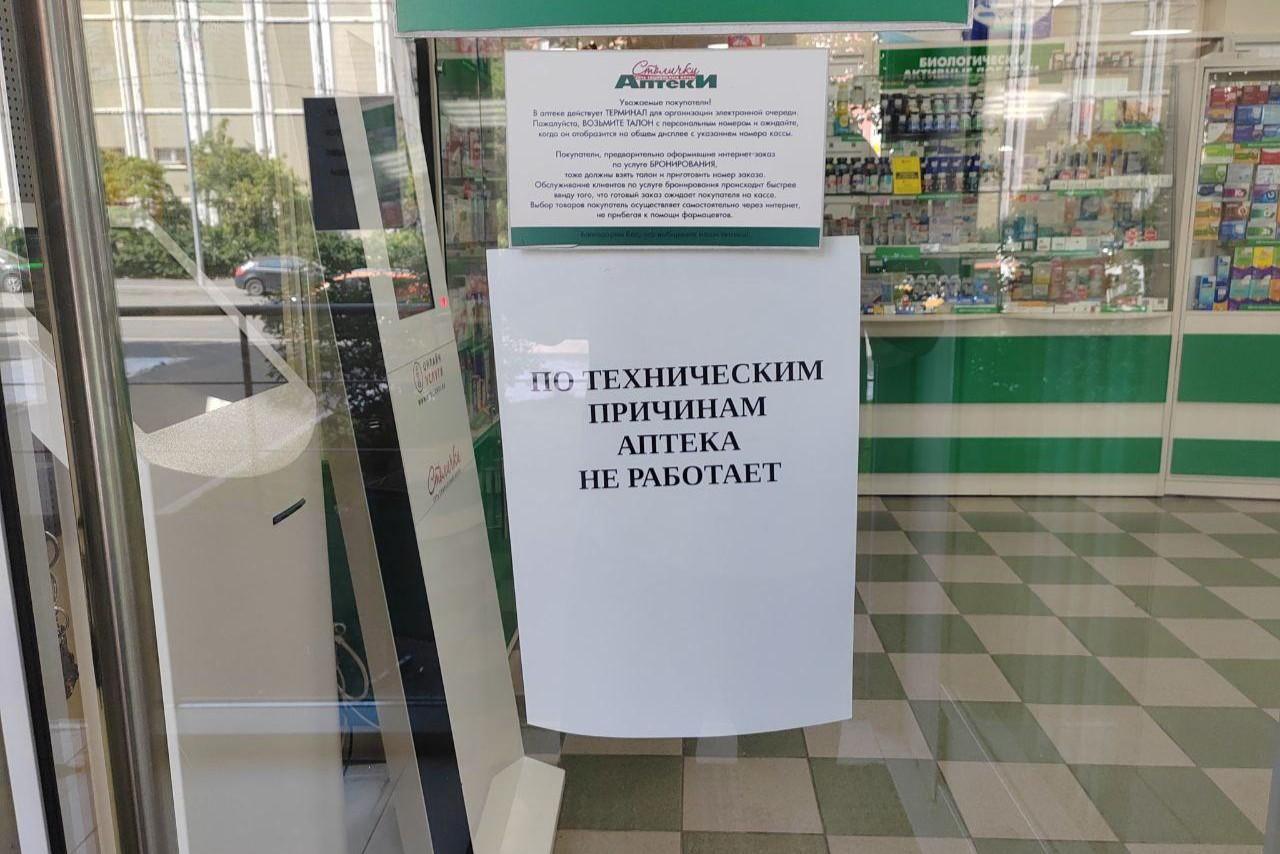 Столички
АптекИ
Уважаемые покупатели!
В аптеке действует ТЕРМИНАЛ для организации электронной очереди.
Пожалуйста, ВОЗЬМИТЕ ТАЛОН с персональным номером и ожидайте,
когда он отобразится на общем дисплее с указанием номера кассы.
Покупатели, предварительно оформившие интернет-заказ
по услуге БРОНИРОВАНИЯ,
тоже должны взять талон и приготовить номер заказа.
Обслуживание клиентов по услуге бронирования происходит быстрее
ввиду того, что готовый заказ ожидает покупателя на кассе.
Выбор товаров покупатель осуществляет самостоятельно через интернет,
не прибегая к помощи фармацевтов.
ПО ТЕХНИЧЕСКИМ
ПРИЧИНАМ
АПТЕКА
НЕ РАБОТАЕТ
БИОЛОГИЧЕСКИ
АКТИВНЫЕ
ОНЛАЙН
УСЛУГИ
Столички